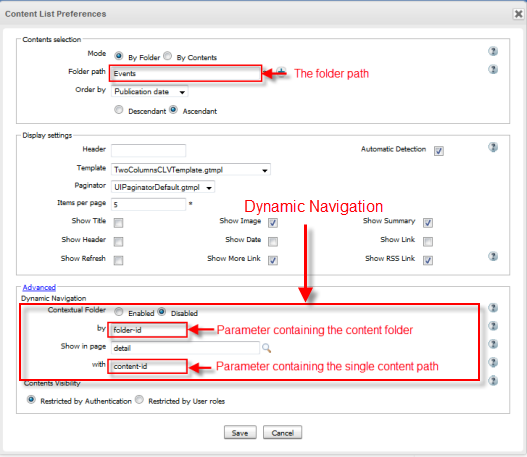 Content List Preferences
Contents selection
Mode By Folder By Contents
Folder path Events The folder path
Order by Publication date
Descendant Ascendant
Display settings
Header Automatic Detection
Template TwoColumnsCLVTemplate.gtmpl
Paginator UIPaginatorDefault.gtmpl
Items per page 5 *
Dynamic Navigation
Show Title Show Image Show Summary
Show Header Show Date Show Link
Show Refresh Show More Link Show RSS Link
Advanced
Dynamic Navigation
Contextual Folder Enabled Disabled
by folder-id Parameter containing the content folder
Show in page detail
with content-id Parameter containing the single content path
Contents Visibility
Restricted by Authentication Restricted by User roles
Save Cancel